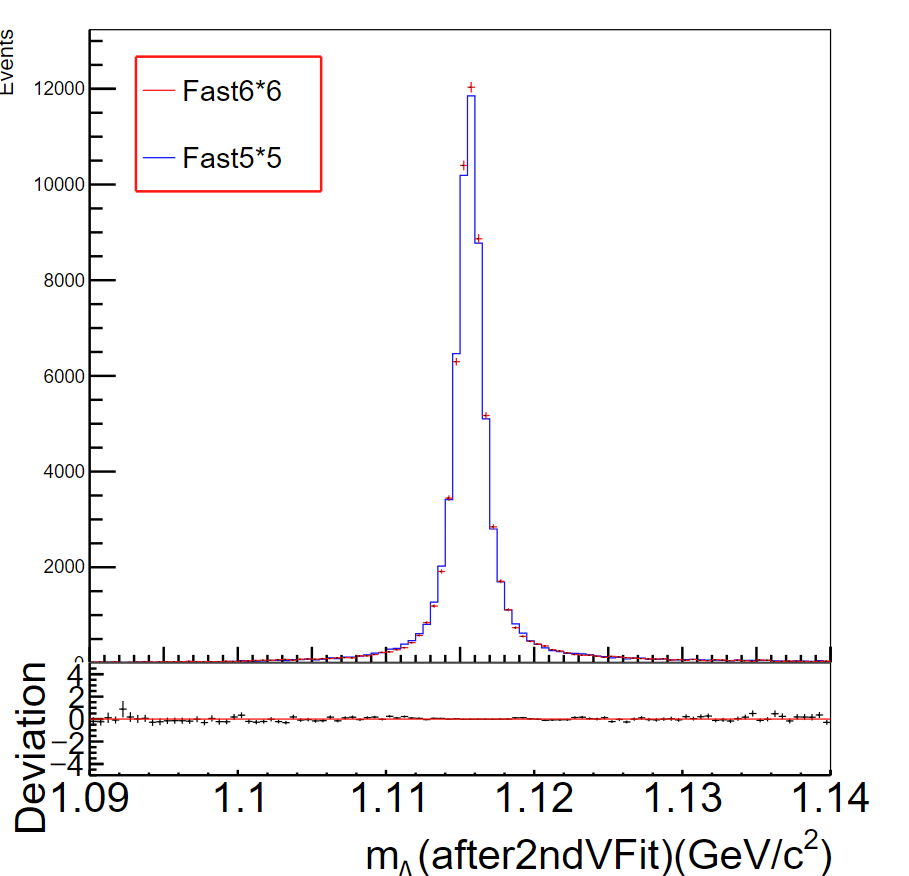 Events
12000
10000
8000
6000
4000
2000
0
Fast6*6
Fast5*5
Deviation
4
2
0
−2
−4
1.09 1.1 1.11 1.12 1.13 1.14
m_Λ(after2ndVFit)(GeV/c²)